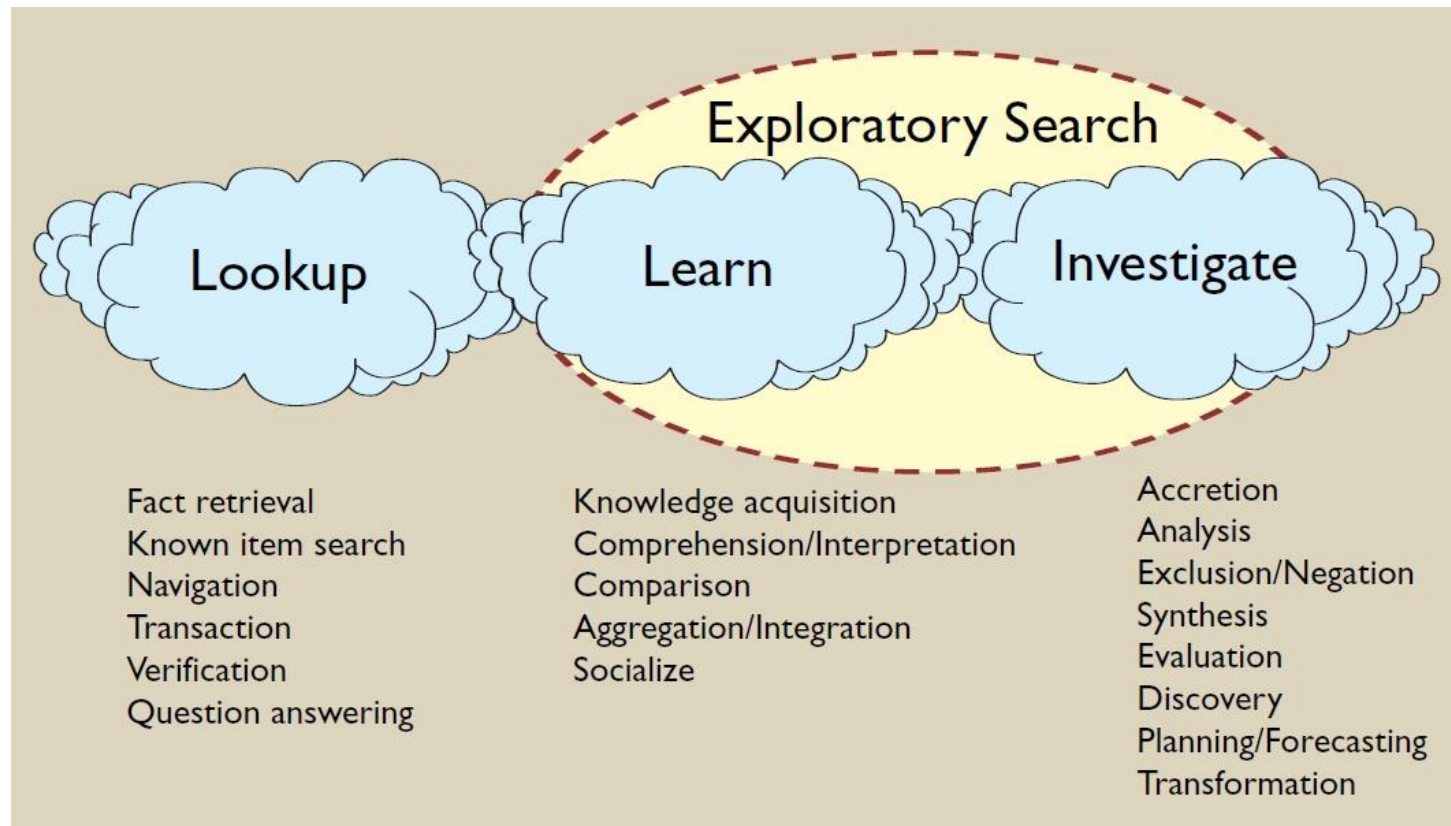 Exploratory Search
Lookup
Learn
Investigate
Fact retrieval
Known item search
Navigation
Transaction
Verification
Question answering
Knowledge acquisition
Comprehension/Interpretation
Comparison
Aggregation/Integration
Socialize
Accretion
Analysis
Exclusion/Negation
Synthesis
Evaluation
Discovery
Planning/Forecasting
Transformation